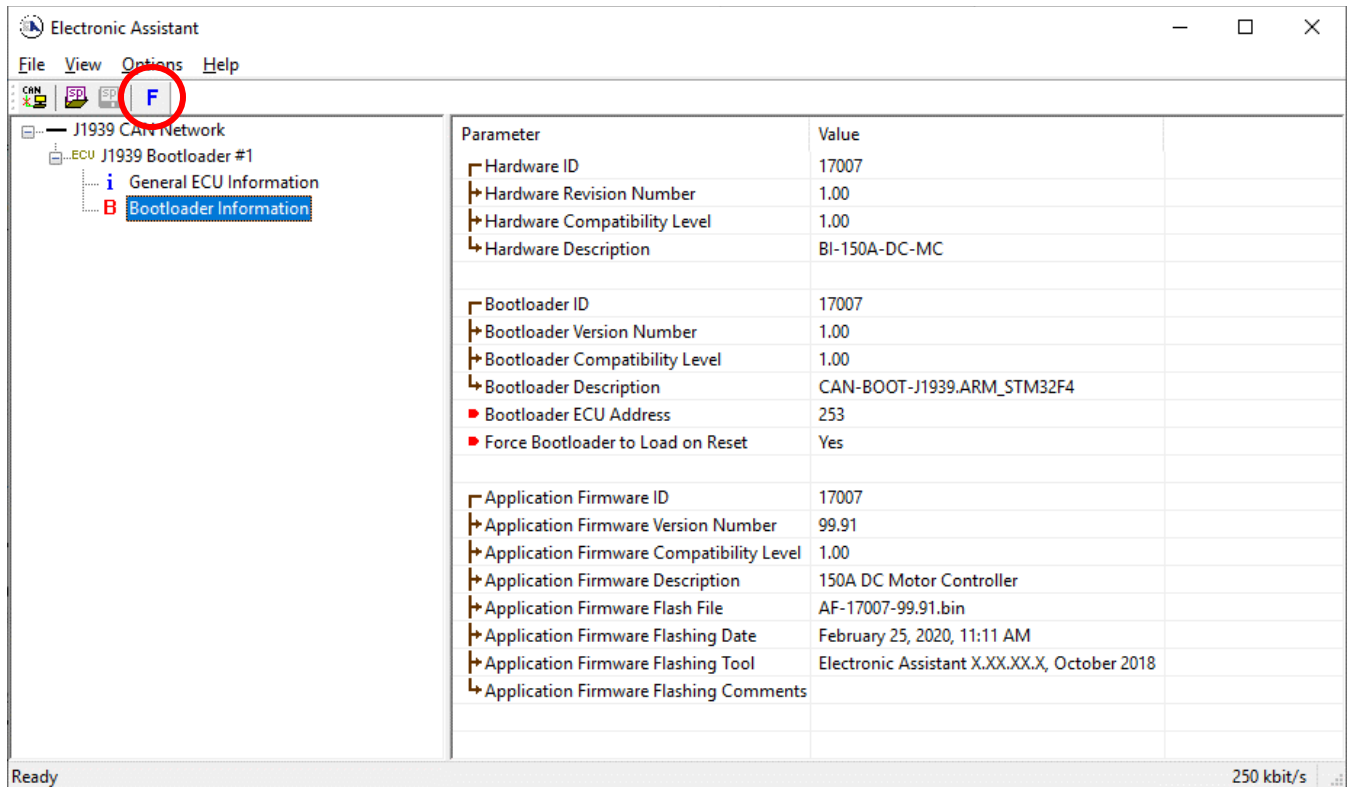 Electronic Assistant
File View Options Help
CAN SP SP F
J1939 CAN Network
ECU J1939 Bootloader #1
i General ECU Information
B Bootloader Information
Parameter Value
Hardware ID 17007
Hardware Revision Number 1.00
Hardware Compatibility Level 1.00
Hardware Description BI-150A-DC-MC
Bootloader ID 17007
Bootloader Version Number 1.00
Bootloader Compatibility Level 1.00
Bootloader Description CAN-BOOT-J1939.ARM_STM32F4
Bootloader ECU Address 253
Force Bootloader to Load on Reset Yes
Application Firmware ID 17007
Application Firmware Version Number 99.91
Application Firmware Compatibility Level 1.00
Application Firmware Description 150A DC Motor Controller
Application Firmware Flash File AF-17007-99.91.bin
Application Firmware Flashing Date February 25, 2020, 11:11 AM
Application Firmware Flashing Tool Electronic Assistant X.XX.XX.X, October 2018
Application Firmware Flashing Comments
Ready 250 kbit/s